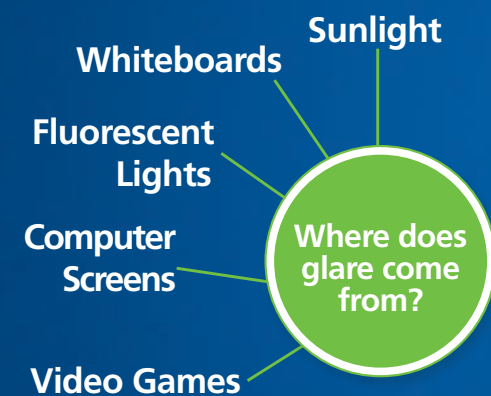 Sunlight
Whiteboards
Fluorescent
Lights
Computer
Screens
Video Games
Where does
glare come
from?